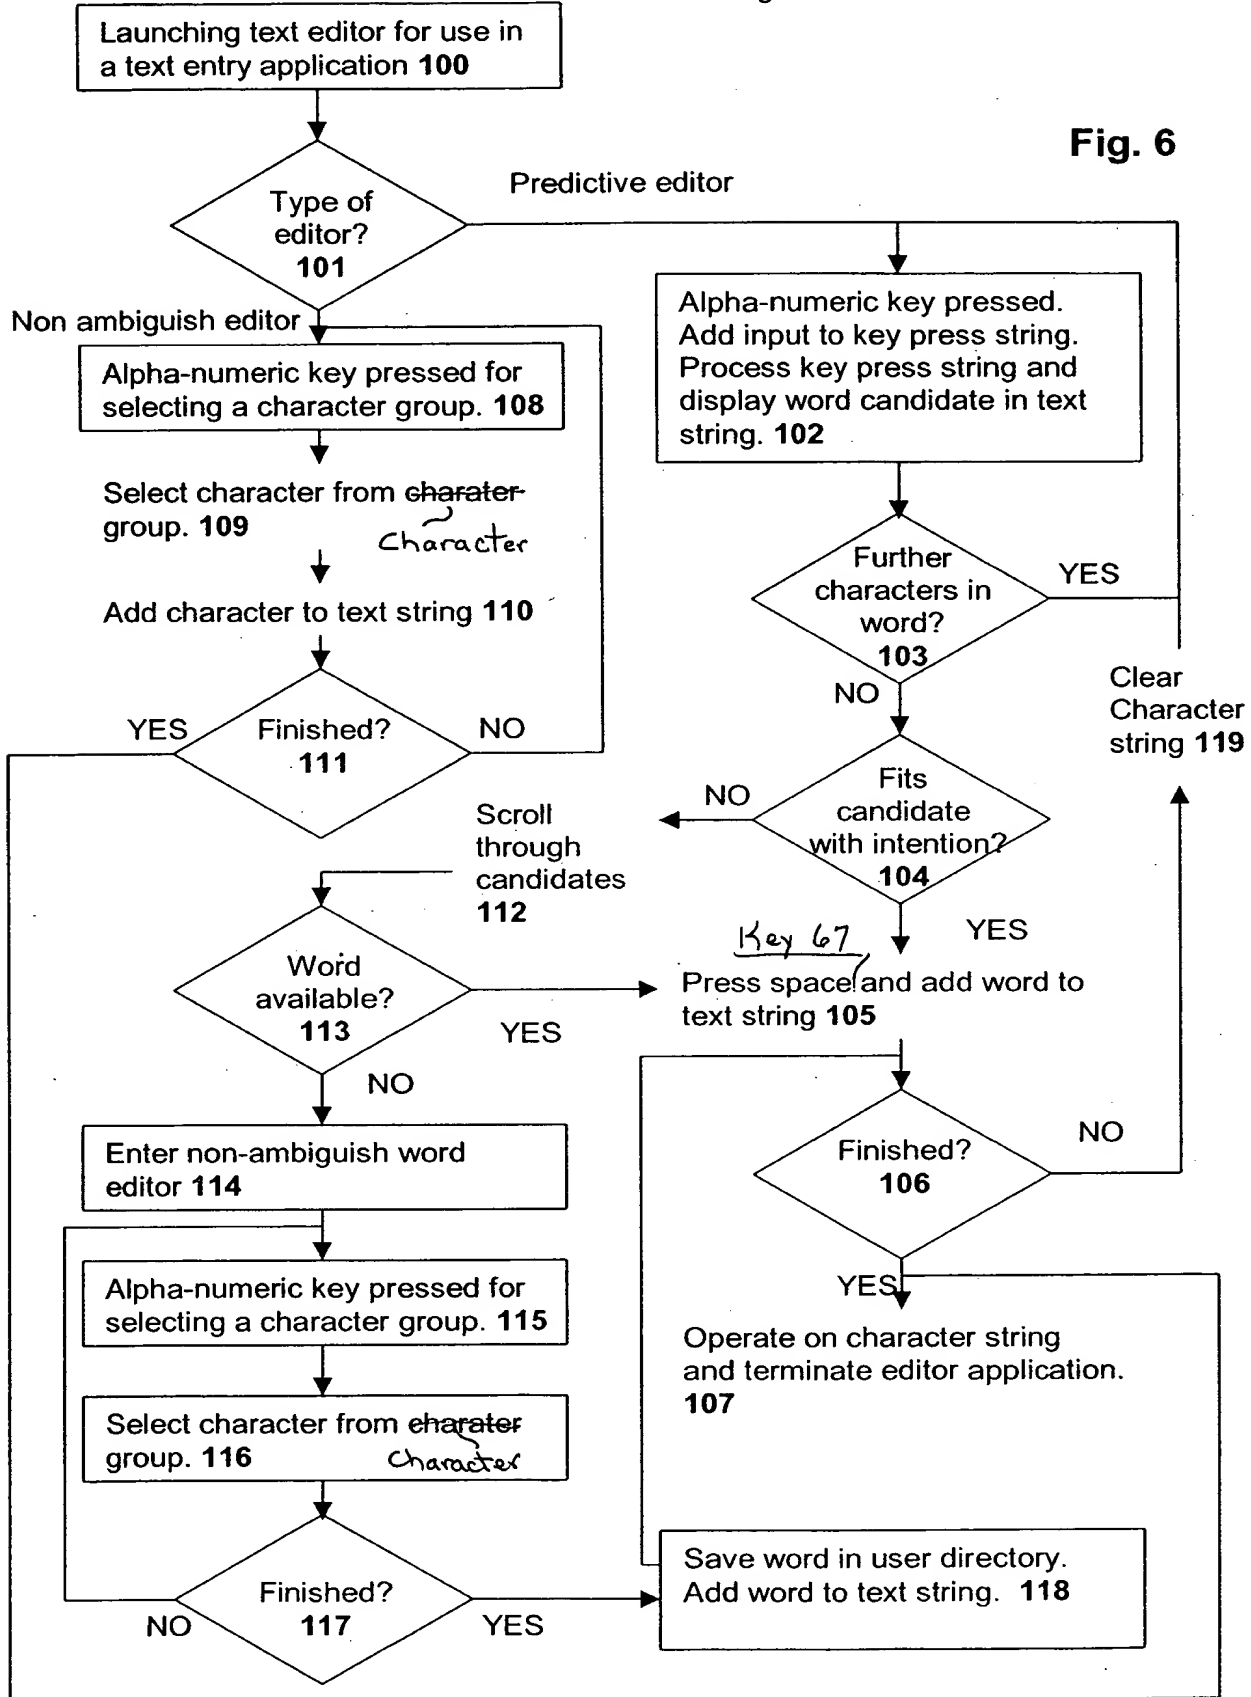 Launching text editor for use in
a text entry application 100
Fig. 6
Type of
editor?
101
Predictive editor
Non ambiguish editor
Alpha-numeric key pressed for
selecting a character group. 108
Select character from charater
group. 109
Character
Add character to text string 110
Finished?
111
YES
NO
Alpha-numeric key pressed.
Add input to key press string.
Process key press string and
display word candidate in text
string. 102
Further
characters in
word?
103
YES
NO
Clear
Character
string 119
Fits
candidate
with intention?
104
NO
YES
Scroll
through
candidates
112
Word
available?
113
YES
NO
Key 67
Press space and add word to
text string 105
Finished?
106
NO
YES
Operate on character string
and terminate editor application.
107
Enter non-ambiguish word
editor 114
Alpha-numeric key pressed for
selecting a character group. 115
Select character from charater
group. 116
Character
Finished?
117
NO
YES
Save word in user directory.
Add word to text string. 118